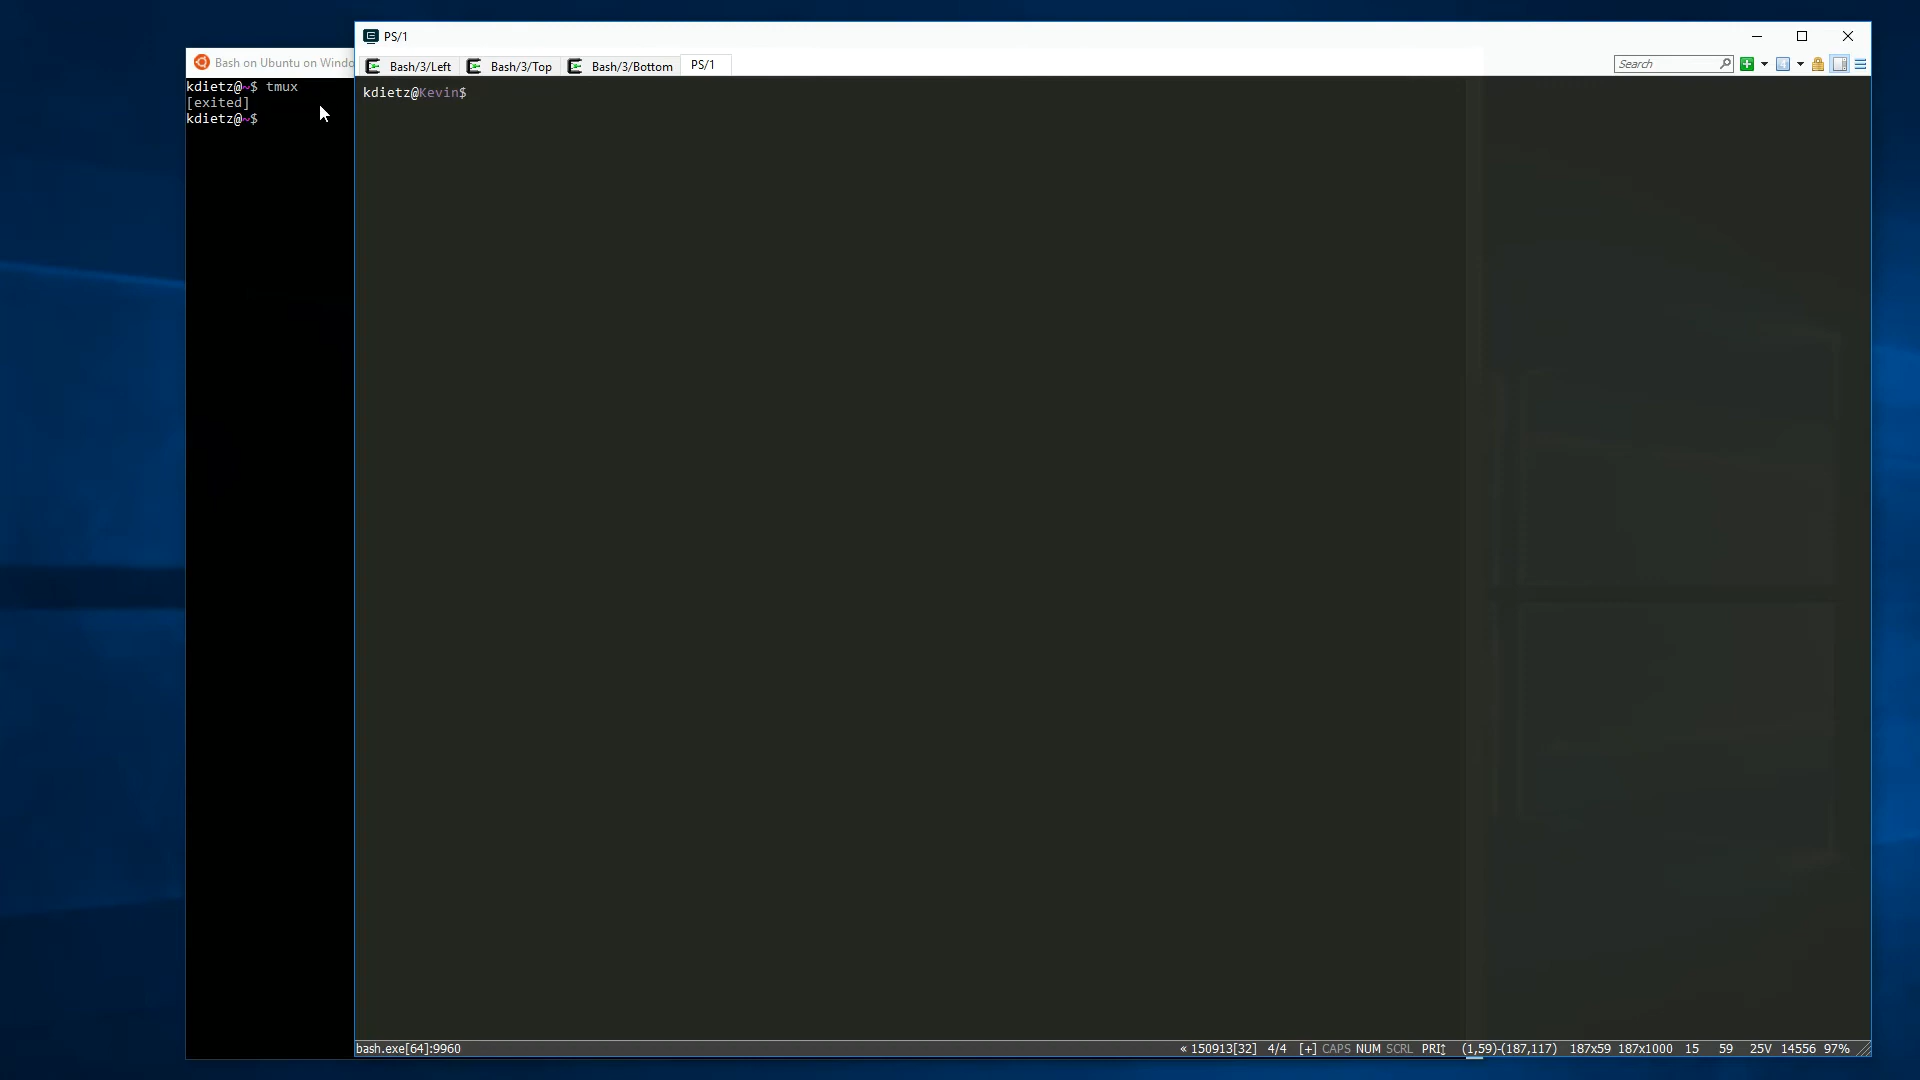 PS/1
Bash on Ubuntu on Windo
Bash/3/Left Bash/3/Top Bash/3/Bottom PS/1 Search
kdietz@~$ tmux
[exited]
kdietz@~$
kdietz@Kevin$
bash.exe[64]:9960 « 150913[32] 4/4 [+] CAPS NUM SCRL PRI↕ (1,59)-(187,117) 187x59 187x1000 15 59 25V 14556 97%